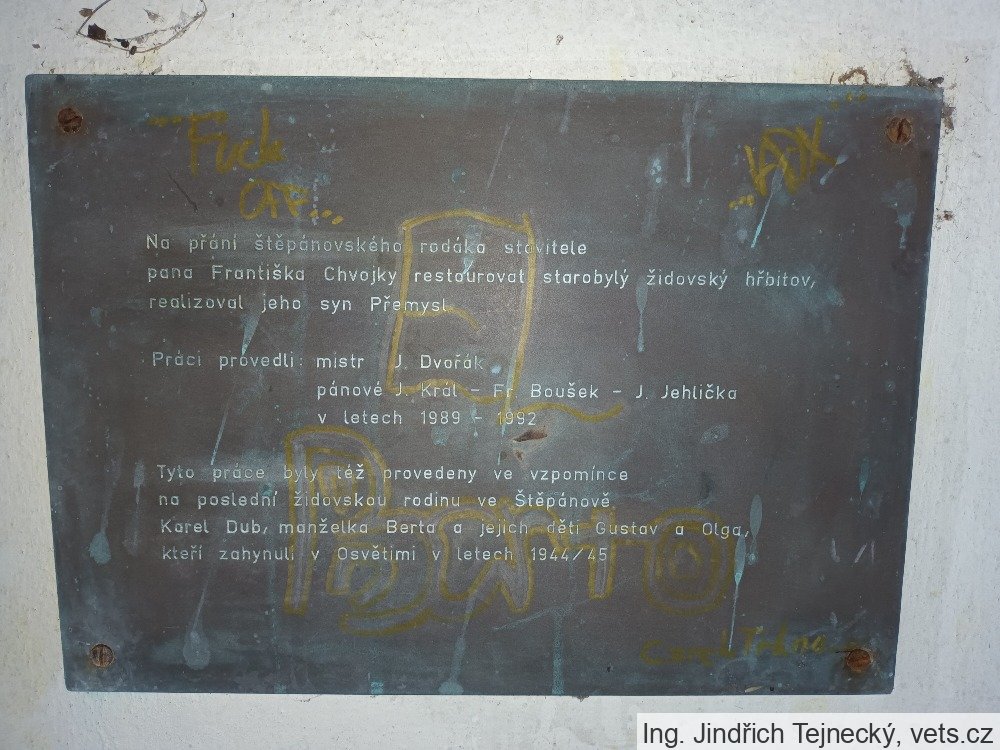 Fuck
OFF...
Na přání štěpánovského rodáka stavitele
pana Františka Chvojky restaurovat starobylý židovský hřbitov,
realizoval jeho syn Přemysl
Práci provedli: mistr J. Dvořák
pánové J. Král - Fr. Boušek - J. Jehlička
v letech 1989 - 1992
Tyto práce byly též provedeny ve vzpomínce
na poslední židovskou rodinu ve Štěpánově
Karel Dub, manželka Berta a jejich děti Gustav a Olga,
kteří zahynuli v Osvětimi v letech 1944/45
Ing. Jindřich Tejnecký, vets.cz